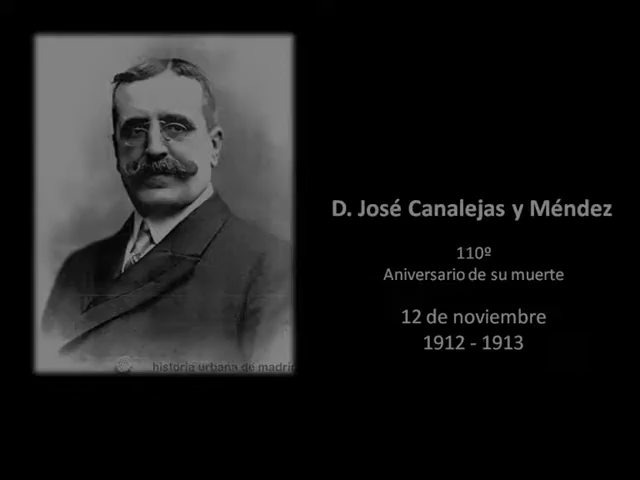 D. José Canalejas y Méndez
110º
Aniversario de su muerte
12 de noviembre
1912 - 1913
historia urbana de madrid